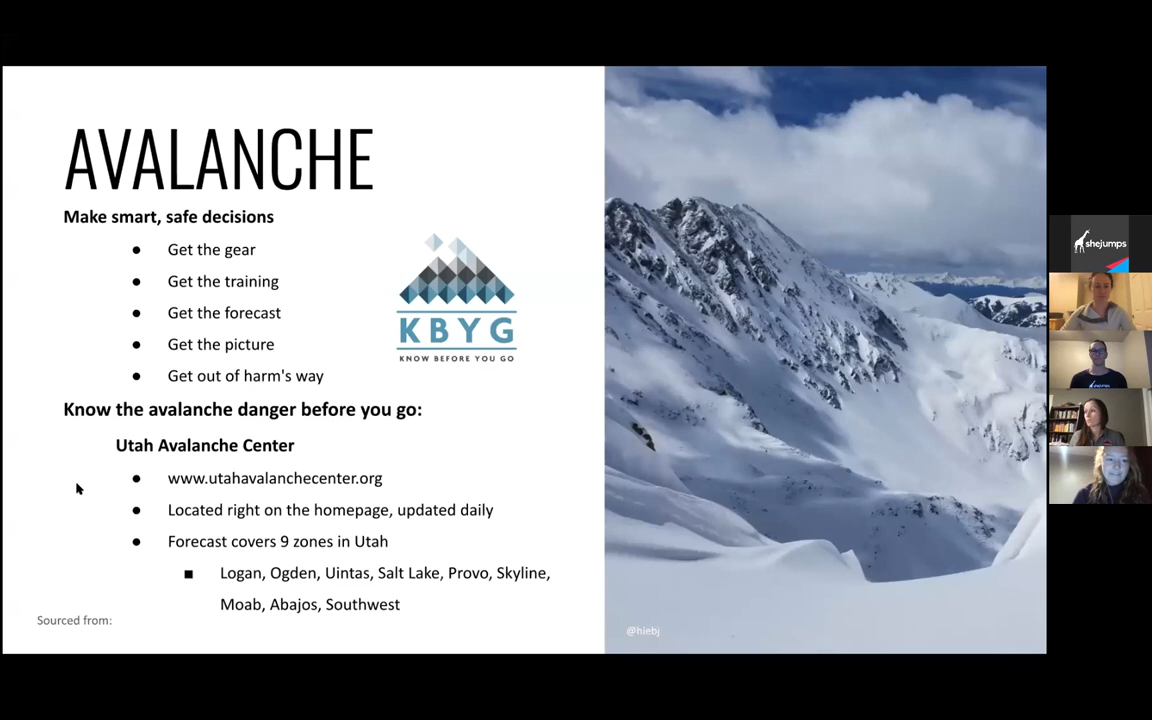 AVALANCHE
Make smart, safe decisions
● Get the gear
● Get the training
● Get the forecast
● Get the picture
● Get out of harm's way
KBYG
KNOW BEFORE YOU GO
Know the avalanche danger before you go:
Utah Avalanche Center
● www.utahavalanchecenter.org
● Located right on the homepage, updated daily
● Forecast covers 9 zones in Utah
■ Logan, Ogden, Uintas, Salt Lake, Provo, Skyline,
Moab, Abajos, Southwest
Sourced from:
@hiebj
shejumps